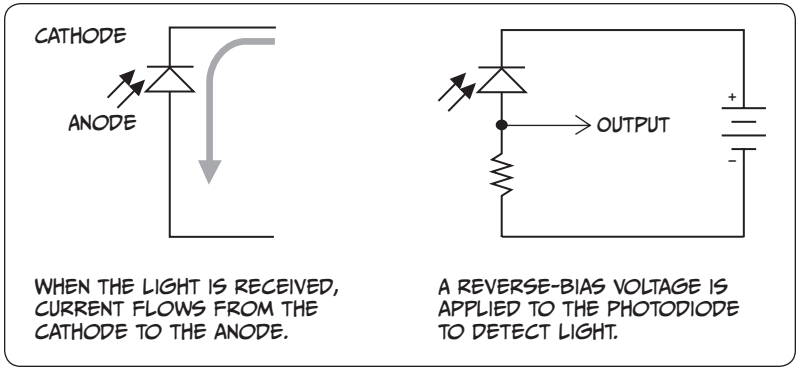 CATHODE
ANODE
WHEN THE LIGHT IS RECEIVED,
CURRENT FLOWS FROM THE
CATHODE TO THE ANODE.
OUTPUT
+
−
A REVERSE-BIAS VOLTAGE IS
APPLIED TO THE PHOTODIODE
TO DETECT LIGHT.